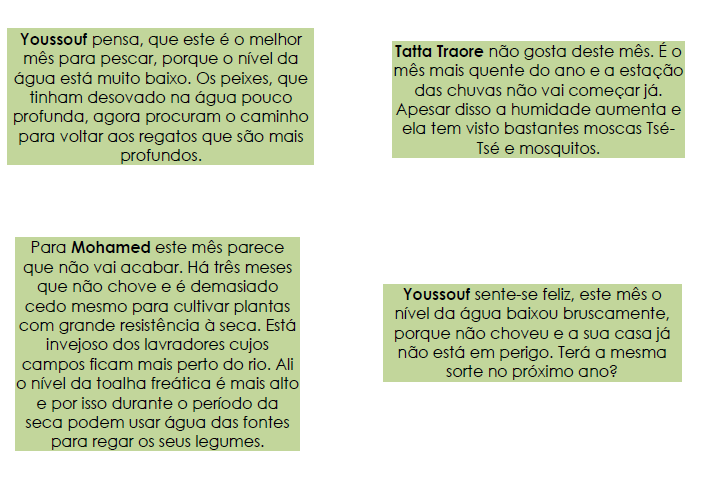 Youssouf pensa, que este é o melhor
mês para pescar, porque o nível da
água está muito baixo. Os peixes, que
tinham desovado na água pouco
profunda, agora procuram o caminho
para voltar aos regatos que são mais
profundos.
Tatta Traore não gosta deste mês. É o
mês mais quente do ano e a estação
das chuvas não vai começar já.
Apesar disso a humidade aumenta e
ela tem visto bastantes moscas Tsé-
Tsé e mosquitos.
Para Mohamed este mês parece
que não vai acabar. Há três meses
que não chove e é demasiado
cedo mesmo para cultivar plantas
com grande resistência à seca. Está
invejoso dos lavradores cujos
campos ficam mais perto do rio. Ali
o nível da toalha freática é mais alto
e por isso durante o período da
seca podem usar água das fontes
para regar os seus legumes.
Youssouf sente-se feliz, este mês o
nível da água baixou bruscamente,
porque não choveu e a sua casa já
não está em perigo. Terá a mesma
sorte no próximo ano?